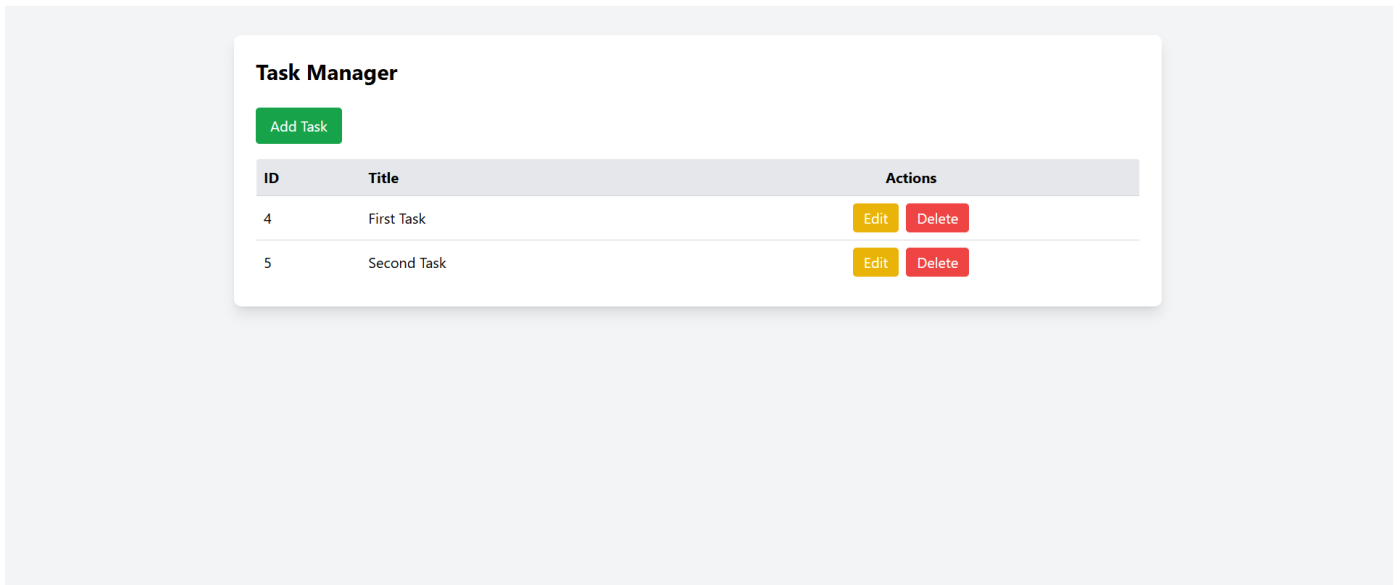 Task Manager
Add Task
ID Title Actions
4 First Task Edit Delete
5 Second Task Edit Delete